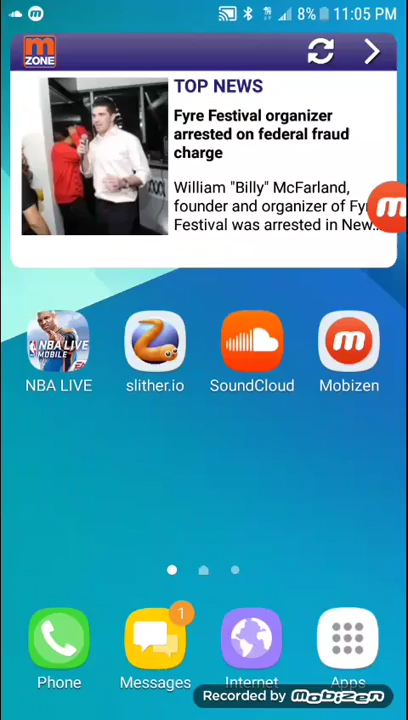 8% 11:05 PM
m
ZONE
TOP NEWS
Fyre Festival organizer
arrested on federal fraud
charge
William "Billy" McFarland,
founder and organizer of Fy
Festival was arrested in New...
m
NBA LIVE
MOBILE
m
NBA LIVE
slither.io
SoundCloud
Mobizen
1
Phone
Messages
Internet
Apps
Recorded by mobizen